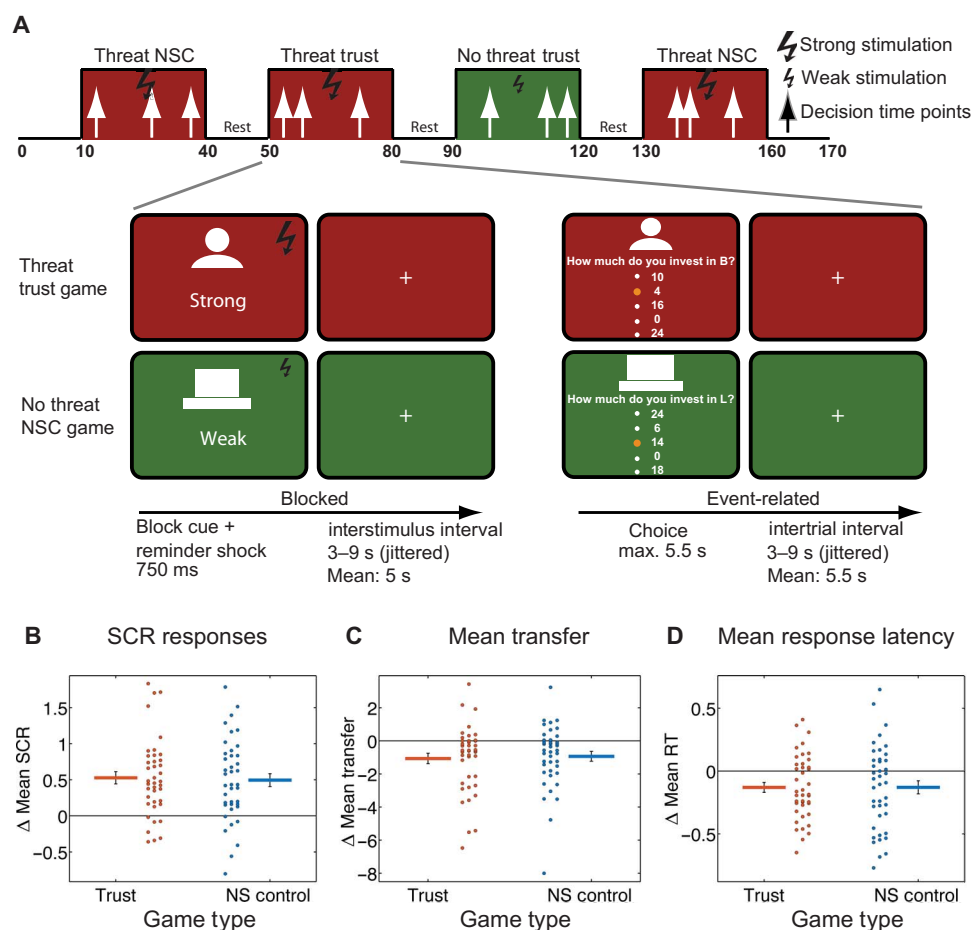 A
Threat NSC
Threat trust
No threat trust
Threat NSC
Strong stimulation
Weak stimulation
Decision time points
Rest
Rest
Rest
0 10 40 50 80 90 120 130 160 170
Threat
trust game
Strong
+
How much do you invest in B?
10
4
16
0
24
+
No threat
NSC game
Weak
+
How much do you invest in L?
24
6
14
0
18
+
Blocked
Event-related
Block cue +
reminder shock
750 ms
interstimulus interval
3–9 s (jittered)
Mean: 5 s
Choice
max. 5.5 s
intertrial interval
3–9 s (jittered)
Mean: 5.5 s
B SCR responses
Δ Mean SCR
1.5
1
0.5
0
−0.5
Trust NS control
Game type
C Mean transfer
Δ Mean transfer
2
0
−2
−4
−6
−8
Trust NS control
Game type
D Mean response latency
Δ Mean RT
0.5
0
−0.5
Trust NS control
Game type